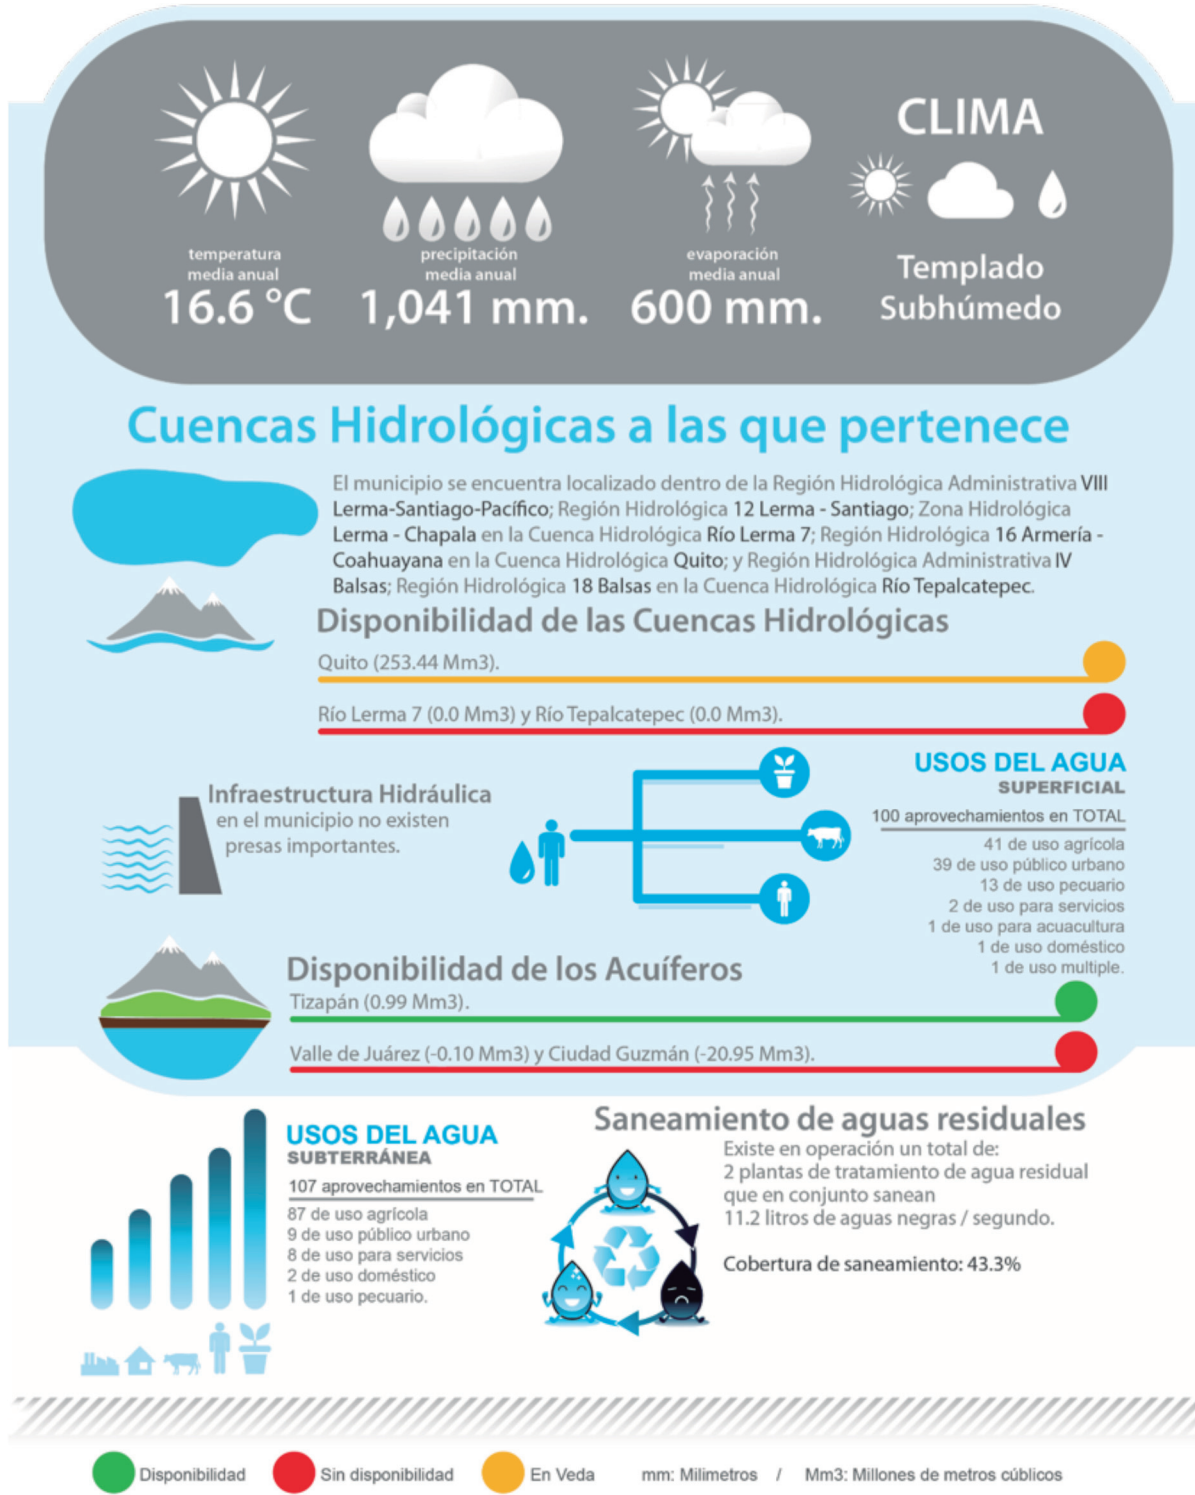 CLIMA
temperatura
media anual
16.6 °C
precipitación
media anual
1,041 mm.
evaporación
media anual
600 mm.
Templado
Subhúmedo
Cuencas Hidrológicas a las que pertenece
El municipio se encuentra localizado dentro de la Región Hidrológica Administrativa VIII
Lerma-Santiago-Pacífico; Región Hidrológica 12 Lerma - Santiago; Zona Hidrológica
Lerma - Chapala en la Cuenca Hidrológica Río Lerma 7; Región Hidrológica 16 Armería -
Coahuayana en la Cuenca Hidrológica Quito; y Región Hidrológica Administrativa IV
Balsas; Región Hidrológica 18 Balsas en la Cuenca Hidrológica Río Tepalcatepec.
Disponibilidad de las Cuencas Hidrológicas
Quito (253.44 Mm3).
Río Lerma 7 (0.0 Mm3) y Río Tepalcatepec (0.0 Mm3).
Infraestructura Hidráulica
en el municipio no existen
presas importantes.
USOS DEL AGUA
SUPERFICIAL
100 aprovechamientos en TOTAL
41 de uso agrícola
39 de uso público urbano
13 de uso pecuario
2 de uso para servicios
1 de uso para acuacultura
1 de uso doméstico
1 de uso multiple.
Disponibilidad de los Acuíferos
Tizapán (0.99 Mm3).
Valle de Juárez (-0.10 Mm3) y Ciudad Guzmán (-20.95 Mm3).
USOS DEL AGUA
SUBTERRÁNEA
107 aprovechamientos en TOTAL
87 de uso agrícola
9 de uso público urbano
8 de uso para servicios
2 de uso doméstico
1 de uso pecuario.
Saneamiento de aguas residuales
Existe en operación un total de:
2 plantas de tratamiento de agua residual
que en conjunto sanean
11.2 litros de aguas negras / segundo.
Cobertura de saneamiento: 43.3%
Disponibilidad
Sin disponibilidad
En Veda
mm: Milimetros / Mm3: Millones de metros cúblicos